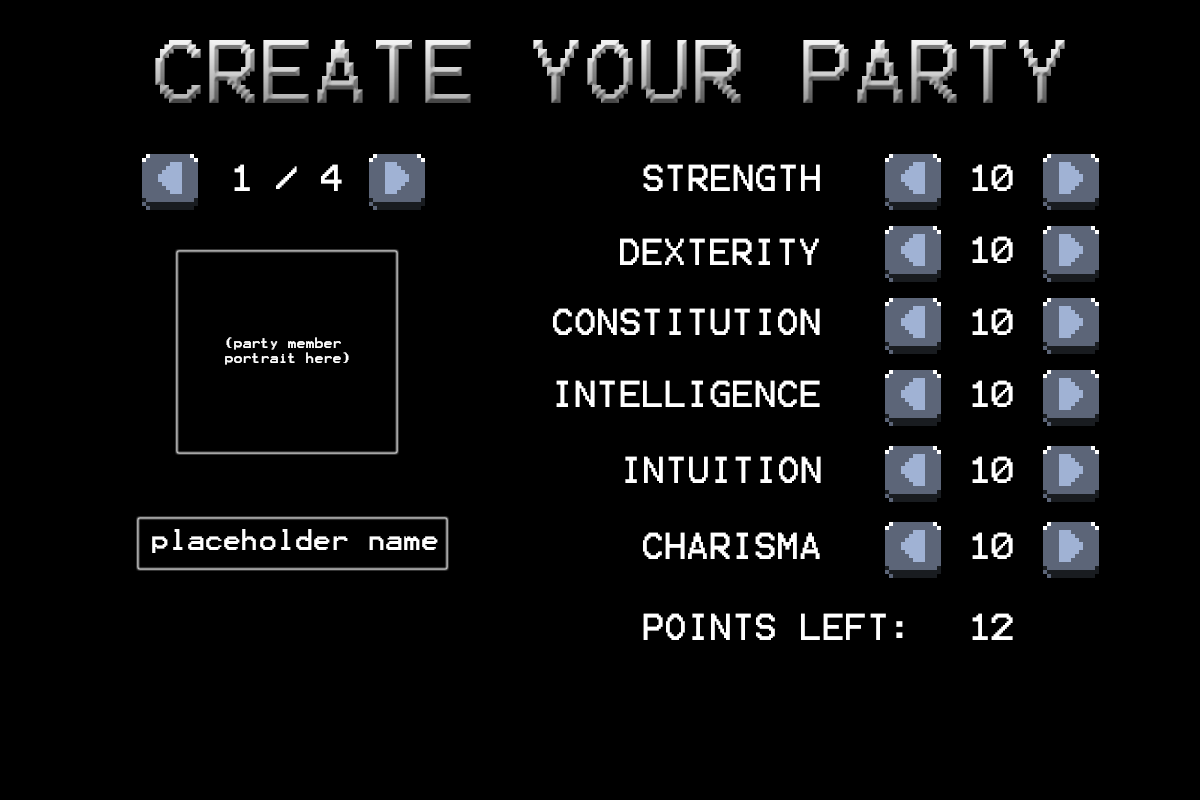 CREATE YOUR PARTY
1 / 4
(party member
portrait here)
placeholder name
STRENGTH 10
DEXTERITY 10
CONSTITUTION 10
INTELLIGENCE 10
INTUITION 10
CHARISMA 10
POINTS LEFT: 12